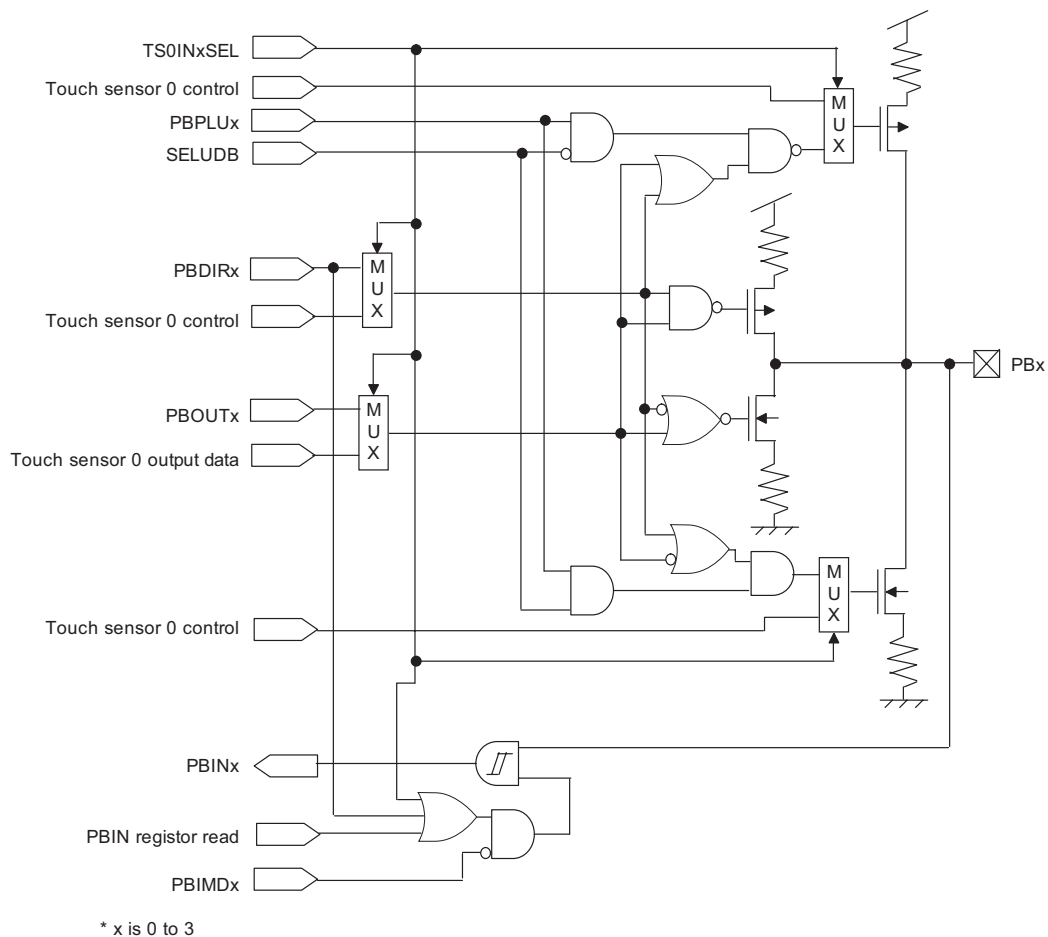 TS0INxSEL
Touch sensor 0 control
M
U
X
PBPLUx
SELUDB
PBDIRx
M
U
X
Touch sensor 0 control
PBx
PBOUTx
M
U
X
Touch sensor 0 output data
M
U
X
Touch sensor 0 control
PBINx
PBIN registor read
PBIMDx
* x is 0 to 3